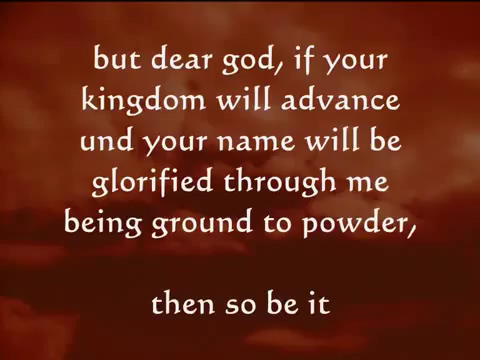 but dear god, if your
kingdom will advance
und your name will be
glorified through me
being ground to powder,
then so be it